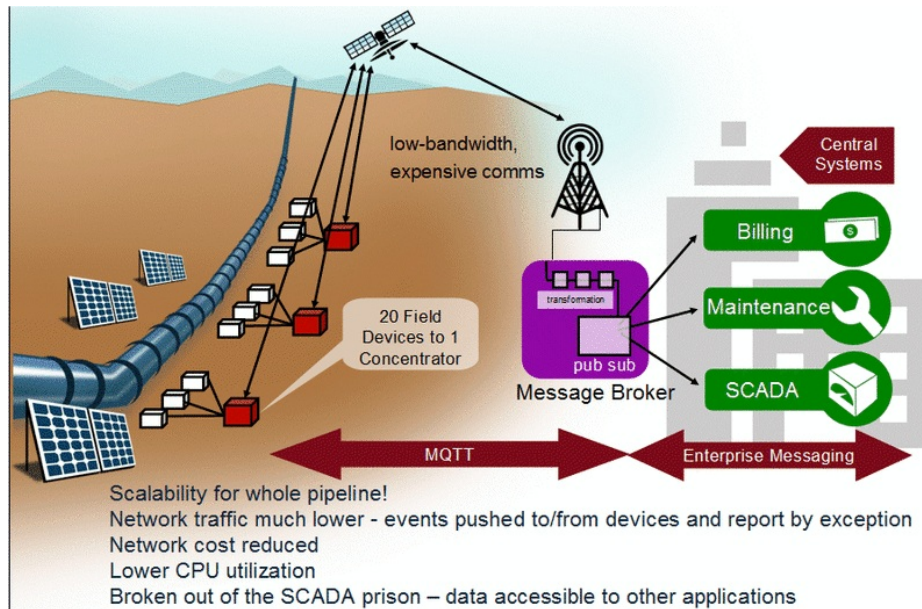 low-bandwidth,
expensive comms
Central
Systems
Billing
$
Maintenance
SCADA
transformation
pub sub
Message Broker
20 Field
Devices to 1
Concentrator
MQTT
Enterprise Messaging
Scalability for whole pipeline!
Network traffic much lower - events pushed to/from devices and report by exception
Network cost reduced
Lower CPU utilization
Broken out of the SCADA prison – data accessible to other applications